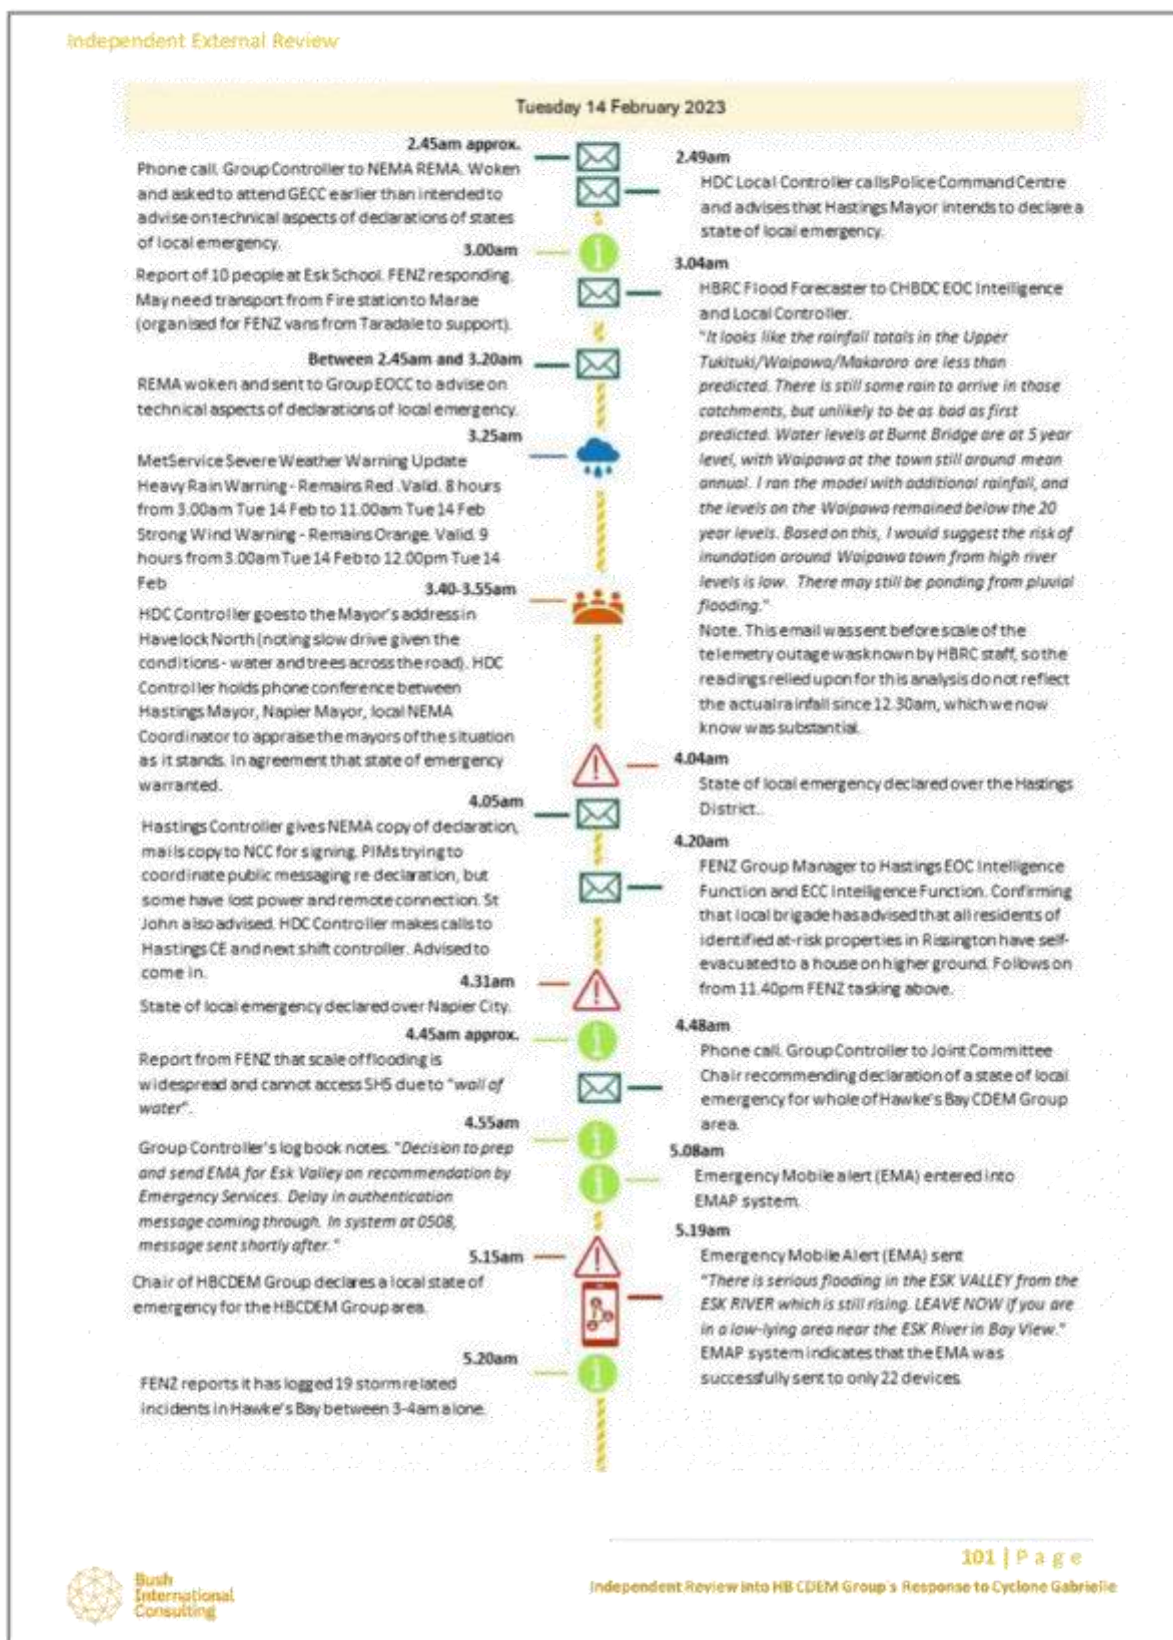 Independent External Review
Tuesday 14 February 2023
2.45am approx.
Phone call. Group Controller to NEMA REMA. Woken
and asked to attend GECC earlier than intended to
advise on technical aspects of declarations of states
of local emergency.
3.00am
Report of 10 people at Esk School. FENZ responding.
May need transport from Fire station to Marae
(organised for FENZ vans from Taradale to support).
Between 2.45am and 3.20am
REMA woken and sent to Group EOCC to advise on
technical aspects of declarations of local emergency.
3.25am
MetService Severe Weather Warning Update
Heavy Rain Warning - Remains Red . Valid. 8 hours
from 3.00am Tue 14 Feb to 11.00am Tue 14 Feb
Strong Wind Warning - Remains Orange. Valid. 9
hours from 3.00am Tue 14 Feb to 12.00pm Tue 14
Feb
3.40-3.55am
HDC Controller goes to the Mayor's address in
Havelock North (noting slow drive given the
conditions - water and trees across the road). HDC
Controller holds phone conference between
Hastings Mayor, Napier Mayor, local NEMA
Coordinator to appraise the mayors of the situation
as it stands. In agreement that state of emergency
warranted.
4.05am
Hastings Controller gives NEMA copy of declaration,
mails copy to NCC for signing. PIMs trying to
coordinate public messaging re declaration, but
some have lost power and remote connection. St
John also advised. HDC Controller makes calls to
Hastings CE and next shift controller. Advised to
come in.
4.31am
State of local emergency declared over Napier City.
4.45am approx.
Report from FENZ that scale of flooding is
widespread and cannot access SH5 due to "wall of
water".
4.55am
Group Controller's log book notes. "Decision to prep
and send EMA for Esk Valley on recommendation by
Emergency Services. Delay in authentication
message coming through. In system at 0508,
message sent shortly after."
5.15am
Chair of HBCDEM Group declares a local state of
emergency for the HBCDEM Group area.
5.20am
FENZ reports it has logged 19 storm related
incidents in Hawke's Bay between 3-4am alone.
2.49am
HDC Local Controller calls Police Command Centre
and advises that Hastings Mayor intends to declare a
state of local emergency.
3.04am
HBRC Flood Forecaster to CHBDC EOC Intelligence
and Local Controller.
"It looks like the rainfall totals in the Upper
Tukituki/Waipawa/Makaroro are less than
predicted. There is still some rain to arrive in those
catchments, but unlikely to be as bad as first
predicted. Water levels at Burnt Bridge are at 5 year
level, with Waipawa at the town still around mean
annual. I ran the model with additional rainfall, and
the levels on the Waipawa remained below the 20
year levels. Based on this, I would suggest the risk of
inundation around Waipawa town from high river
levels is low. There may still be ponding from pluvial
flooding."
Note. This email was sent before scale of the
telemetry outage was known by HBRC staff, so the
readings relied upon for this analysis do not reflect
the actual rainfall since 12.30am, which we now
know was substantial.
4.04am
State of local emergency declared over the Hastings
District..
4.20am
FENZ Group Manager to Hastings EOC Intelligence
Function and ECC Intelligence Function. Confirming
that local brigade has advised that all residents of
identified at-risk properties in Rissington have self-
evacuated to a house on higher ground. Follows on
from 11.40pm FENZ tasking above.
4.48am
Phone call. Group Controller to Joint Committee
Chair recommending declaration of a state of local
emergency for whole of Hawke's Bay CDEM Group
area.
5.08am
Emergency Mobile alert (EMA) entered into
EMAP system.
5.19am
Emergency Mobile Alert (EMA) sent
"There is serious flooding in the ESK VALLEY from the
ESK RIVER which is still rising. LEAVE NOW if you are
in a low-lying area near the ESK River in Bay View."
EMAP system indicates that the EMA was
successfully sent to only 22 devices
101 | Page
Independent Review into HB CDEM Group's Response to Cyclone Gabrielle
Bush
International
Consulting